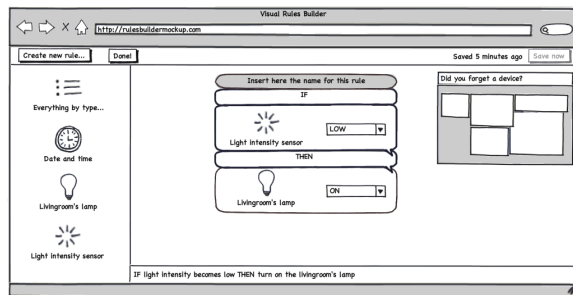 Visual Rules Builder
http://rulesbuildermockup.com
Create new rule...
Done!
Saved 5 minutes ago
Save now
Everything by type...
Date and time
Livingroom's lamp
Light intensity sensor
Insert here the name for this rule
IF
Light intensity sensor
LOW
THEN
Livingroom's lamp
ON
Did you forget a device?
IF light intensity becomes low THEN turn on the livingroom's lamp